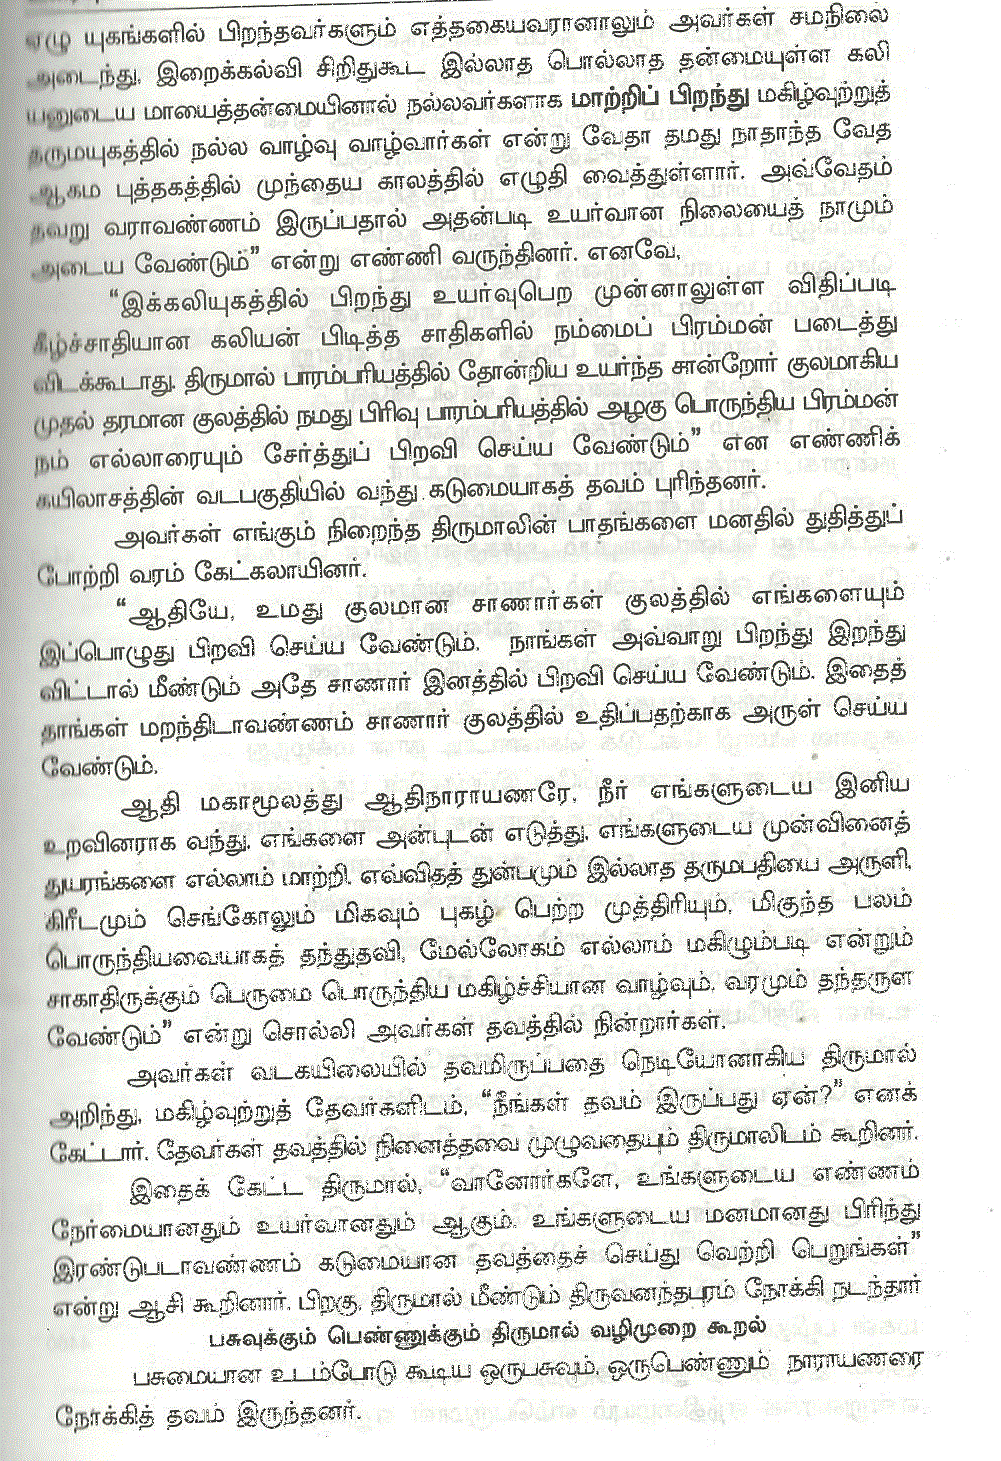 ஏழு யுகங்களில் பிறந்தவர்களும் எத்தகையவரானாலும் அவர்கள் சமநிலை
அடைந்து, இறைக்கல்வி சிறிதுகூட இல்லாத பொல்லாத தன்மையுள்ள கலி
யனுடைய மாயைத்தன்மையினால் நல்லவர்களாக மாற்றிப் பிறந்து மகிழ்வுற்றுத்
தருமயுகத்தில் நல்ல வாழ்வு வாழ்வார்கள் என்று வேதா தமது நாதாந்த வேத
ஆகம புத்தகத்தில் முந்தைய காலத்தில் எழுதி வைத்துள்ளார். அவ்வேதம்
தவறு வராவண்ணம் இருப்பதால் அதன்படி உயர்வான நிலையைத் நாமும்
அடைய வேண்டும்” என்று எண்ணி வருந்தினர். எனவே,
“இக்கலியுகத்தில் பிறந்து உயர்வுபெற முன்னாலுள்ள விதிப்படி
கீழ்ச்சாதியான கலியன் பிடித்த சாதிகளில் நம்மைப் பிரம்மன் படைத்து
விடக்கூடாது. திருமால் பாரம்பரியத்தில் தோன்றிய உயர்ந்த சான்றோர் குலமாகிய
முதல் தரமான குலத்தில் நமது பிரிவு பாரம்பரியத்தில் அழகு பொருந்திய பிரம்மன்
நம் எல்லாரையும் சேர்த்துப் பிறவி செய்ய வேண்டும்” என எண்ணிக்
கயிலாசத்தின் வடபகுதியில் வந்து கடுமையாகத் தவம் புரிந்தனர்.
அவர்கள் எங்கும் நிறைந்த திருமாலின் பாதங்களை மனதில் துதித்துப்
போற்றி வரம் கேட்கலாயினர்.
“ஆதியே, உமது குலமான சாணார்கள் குலத்தில் எங்களையும்
இப்பொழுது பிறவி செய்ய வேண்டும். நாங்கள் அவ்வாறு பிறந்து இறந்து
விட்டால் மீண்டும் அதே சாணார் இனத்தில் பிறவி செய்ய வேண்டும். இதைத்
தாங்கள் மறந்திடாவண்ணம் சாணார் குலத்தில் உதிப்பதற்காக அருள் செய்ய
வேண்டும்.
ஆதி மகாமூலத்து ஆதிநாராயணரே, நீர் எங்களுடைய இனிய
உறவினராக வந்து, எங்களை அன்புடன் எடுத்து, எங்களுடைய முன்வினைத்
துயரங்களை எல்லாம் மாற்றி, எவ்விதத் துன்பமும் இல்லாத தருமபதியை அருளி,
கிரீடமும் செங்கோலும் மிகவும் புகழ் பெற்ற முத்திரியும், மிகுந்த பலம்
பொருந்தியவையாகத் தந்துதவி, மேல்லோகம் எல்லாம் மகிழும்படி என்றும்
சாகாதிருக்கும் பெருமை பொருந்திய மகிழ்ச்சியான வாழ்வும், வரமும் தந்தருள
வேண்டும்” என்று சொல்லி அவர்கள் தவத்தில் நின்றார்கள்.
அவர்கள் வடகயிலையில் தவமிருப்பதை நெடியோனாகிய திருமால்
அறிந்து, மகிழ்வுற்றுத் தேவர்களிடம், “நீங்கள் தவம் இருப்பது ஏன்?” எனக்
கேட்டார். தேவர்கள் தவத்தில் நினைத்தவை முழுவதையும் திருமாலிடம் கூறினர்.
இதைக் கேட்ட திருமால், “வானோர்களே, உங்களுடைய எண்ணம்
நேர்மையானதும் உயர்வானதும் ஆகும். உங்களுடைய மனமானது பிரிந்து
இரண்டுபடாவண்ணம் கடுமையான தவத்தைச் செய்து வெற்றி பெறுங்கள்”
என்று ஆசி கூறினார். பிறகு, திருமால் மீண்டும் திருவனந்தபுரம் நோக்கி நடந்தார்
பசுவுக்கும் பெண்ணுக்கும் திருமால் வழிமுறை கூறல்
பசுமையான உடம்போடு கூடிய ஒருபசுவும், ஒருபெண்ணும் நாராயணரை
நோக்கித் தவம் இருந்தனர்.